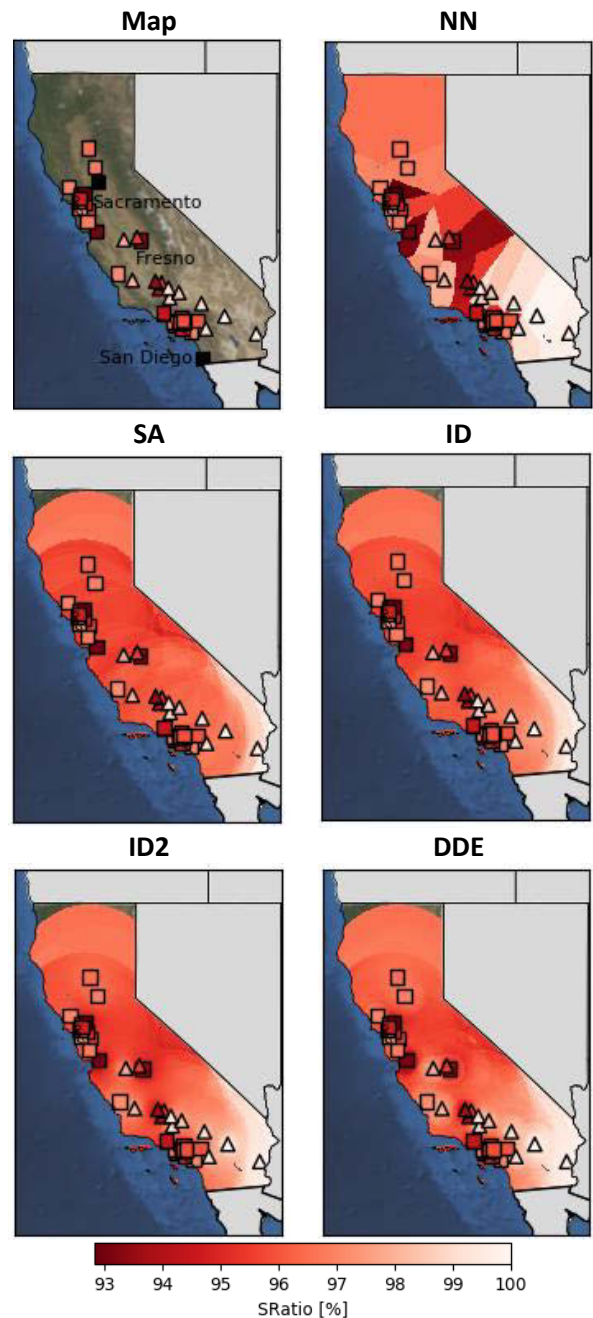 Map
NN
Sacramento
Fresno
San Diego
SA
ID
ID2
DDE
93 94 95 96 97 98 99 100
SRatio [%]